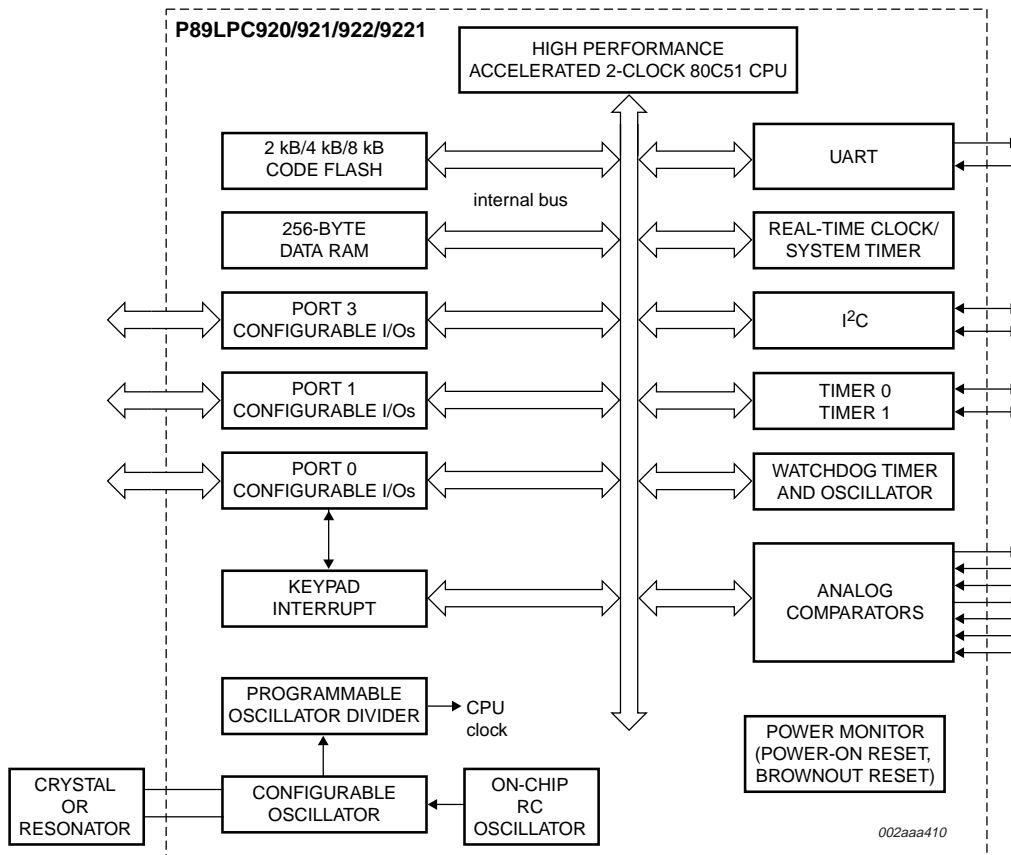 P89LPC920/921/922/9221
HIGH PERFORMANCE
ACCELERATED 2-CLOCK 80C51 CPU
2 kB/4 kB/8 kB
CODE FLASH
UART
internal bus
256-BYTE
DATA RAM
REAL-TIME CLOCK/
SYSTEM TIMER
PORT 3
CONFIGURABLE I/Os
I²C
PORT 1
CONFIGURABLE I/Os
TIMER 0
TIMER 1
PORT 0
CONFIGURABLE I/Os
WATCHDOG TIMER
AND OSCILLATOR
KEYPAD
INTERRUPT
ANALOG
COMPARATORS
PROGRAMMABLE
OSCILLATOR DIVIDER
CPU
clock
POWER MONITOR
(POWER-ON RESET,
BROWNOUT RESET)
CRYSTAL
OR
RESONATOR
CONFIGURABLE
OSCILLATOR
ON-CHIP
RC
OSCILLATOR
002aaa410